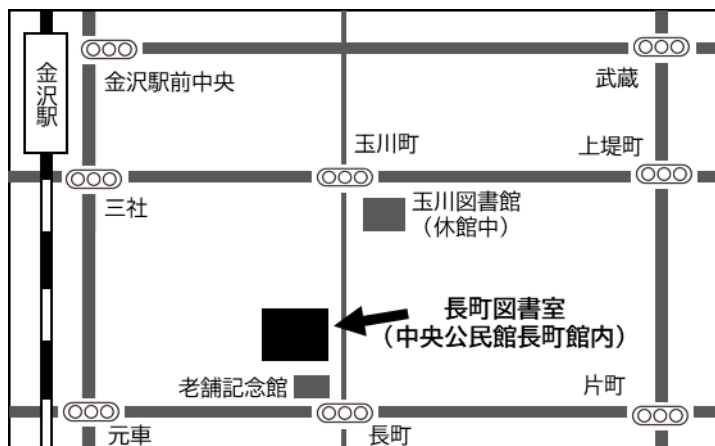 金沢駅
金沢駅前中央
武蔵
玉川町
上堤町
三社
玉川図書館
（休館中）
長町図書室
（中央公民館長町館内）
老舗記念館
片町
元車
長町